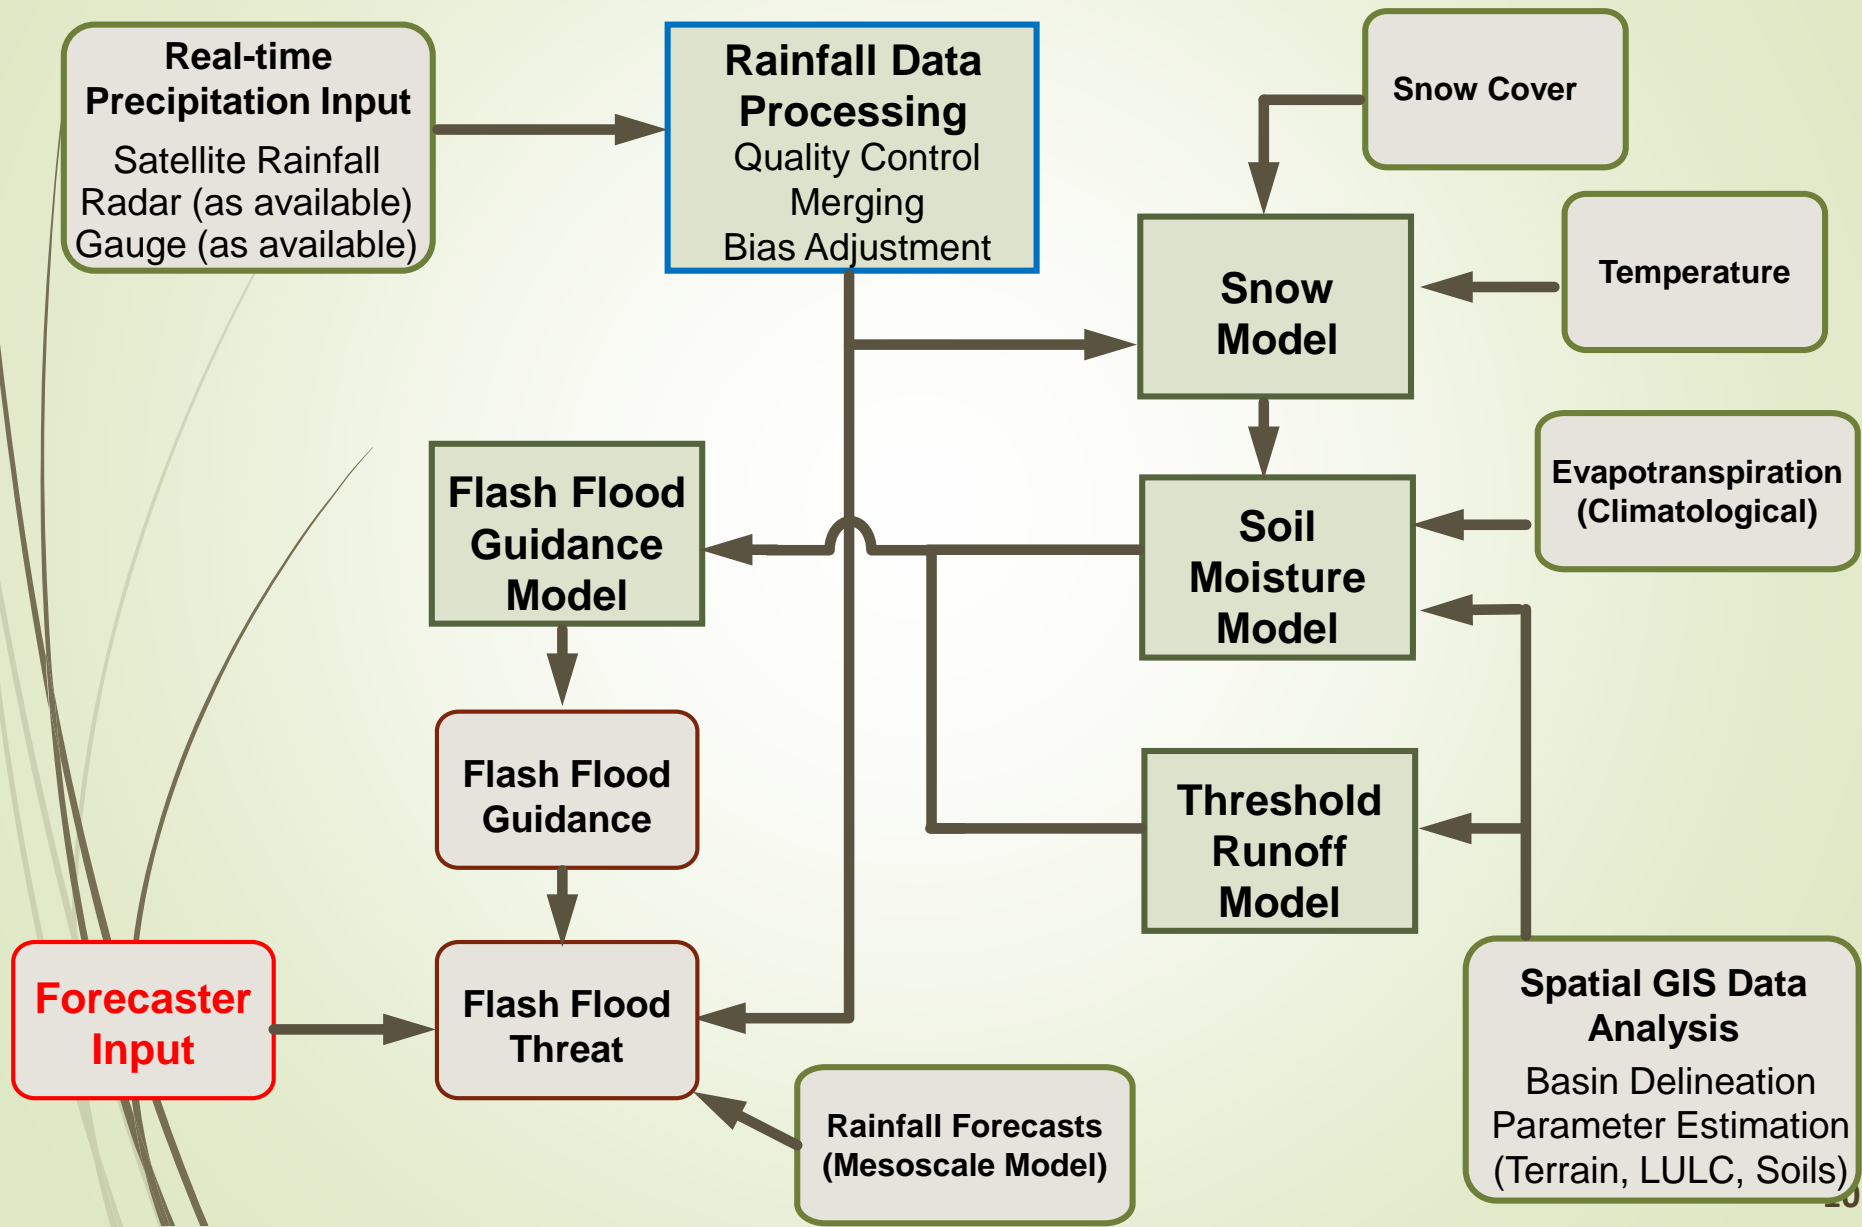 Real-time
Precipitation Input
Satellite Rainfall
Radar (as available)
Gauge (as available)
Rainfall Data
Processing
Quality Control
Merging
Bias Adjustment
Snow Cover
Temperature
Snow
Model
Evapotranspiration
(Climatological)
Flash Flood
Guidance
Model
Soil
Moisture
Model
Flash Flood
Guidance
Threshold
Runoff
Model
Forecaster
Input
Flash Flood
Threat
Rainfall Forecasts
(Mesoscale Model)
Spatial GIS Data
Analysis
Basin Delineation
Parameter Estimation
(Terrain, LULC, Soils)